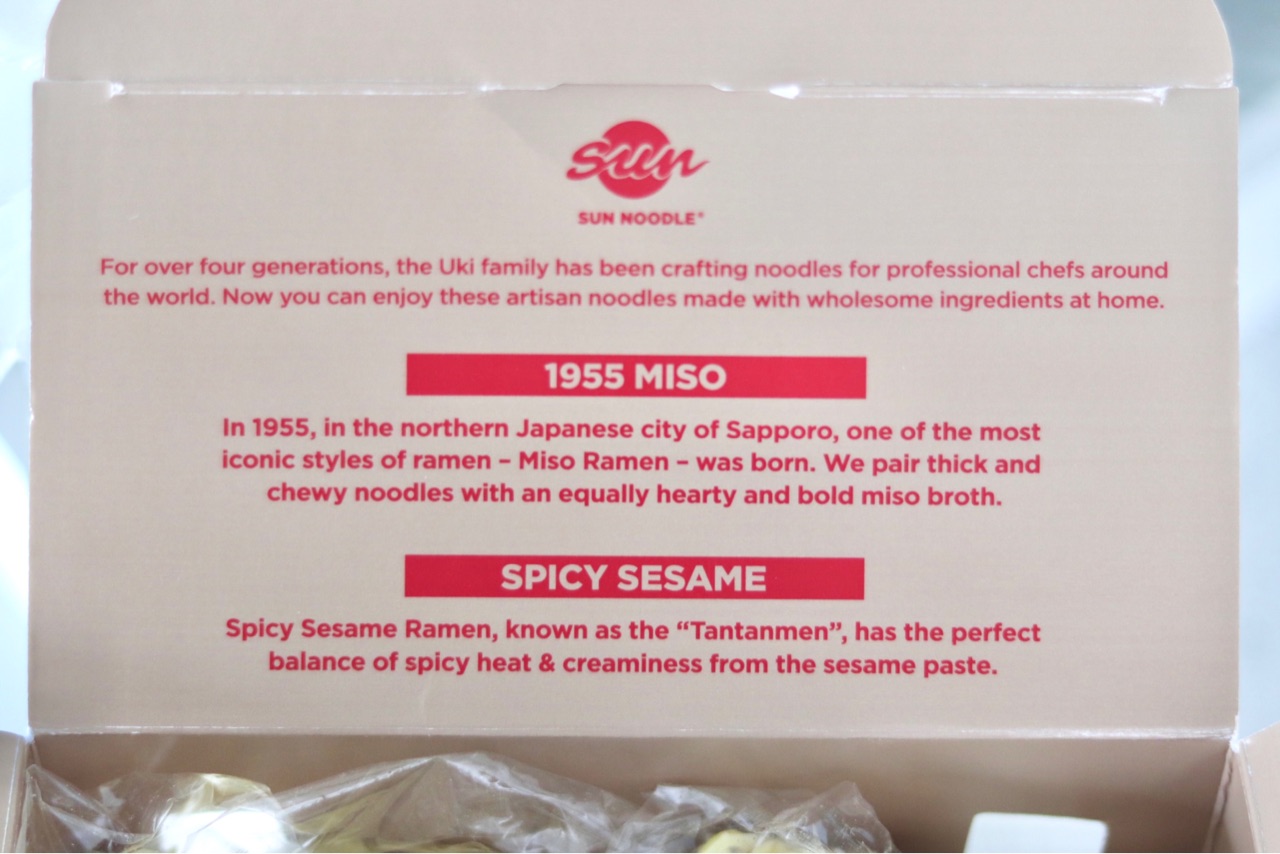 sun
SUN NOODLE®
For over four generations, the Uki family has been crafting noodles for professional chefs around
the world. Now you can enjoy these artisan noodles made with wholesome ingredients at home.
1955 MISO
In 1955, in the northern Japanese city of Sapporo, one of the most
iconic styles of ramen – Miso Ramen – was born. We pair thick and
chewy noodles with an equally hearty and bold miso broth.
SPICY SESAME
Spicy Sesame Ramen, known as the “Tantanmen”, has the perfect
balance of spicy heat & creaminess from the sesame paste.